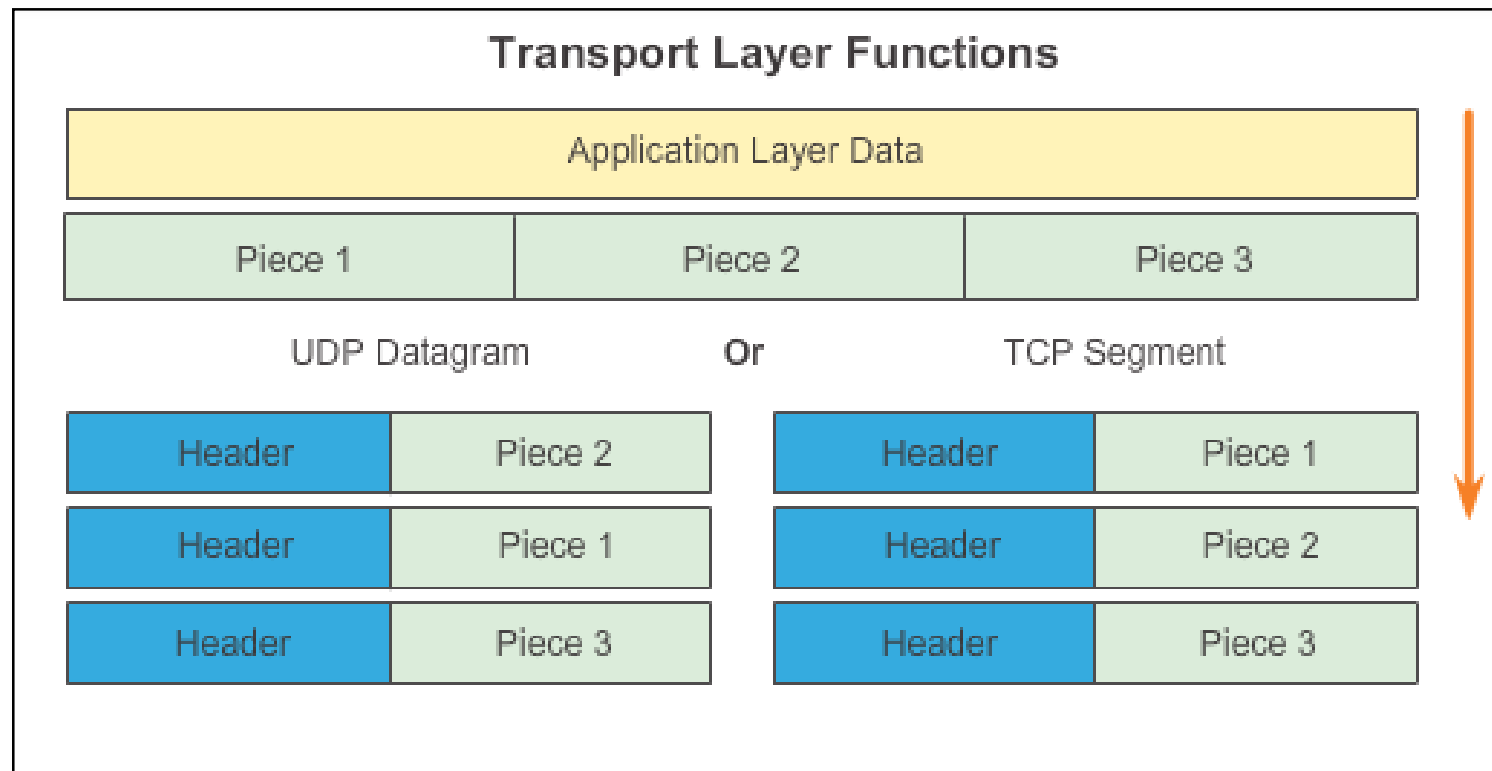 Transport Layer Functions
Application Layer Data
Piece 1 Piece 2 Piece 3
UDP Datagram Or TCP Segment
Header Piece 2 Header Piece 1
Header Piece 1 Header Piece 2
Header Piece 3 Header Piece 3